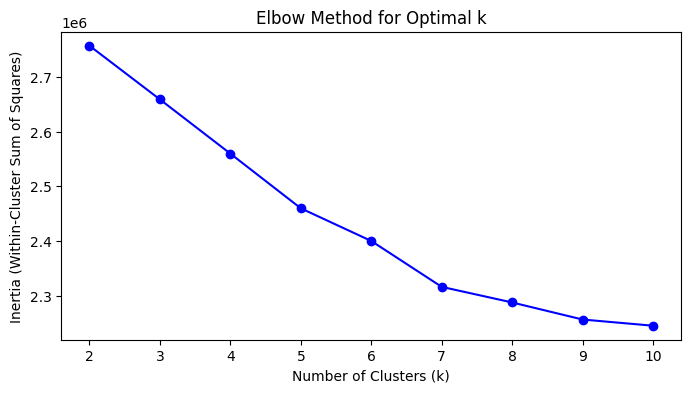 Elbow Method for Optimal k
1e6
Inertia (Within-Cluster Sum of Squares)
2.7
2.6
2.5
2.4
2.3
2 3 4 5 6 7 8 9 10
Number of Clusters (k)